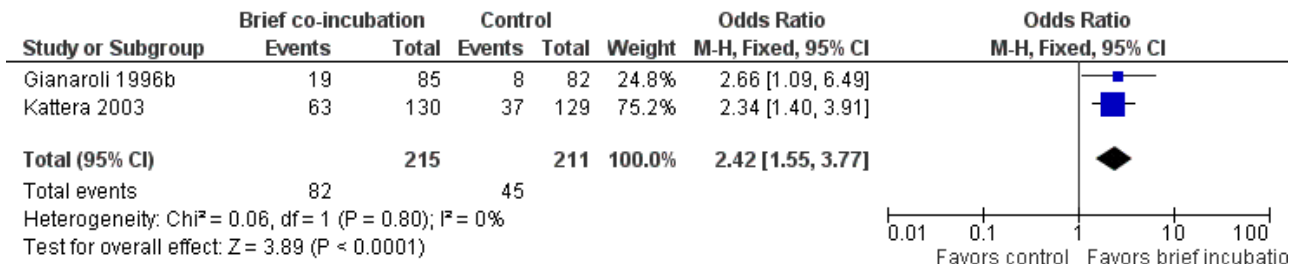 Brief co-incubation Control Odds Ratio Odds Ratio
Study or Subgroup Events Total Events Total Weight M-H, Fixed, 95% CI M-H, Fixed, 95% CI
Gianaroli 1996b 19 85 8 82 24.8% 2.66 [1.09, 6.49]
Kattera 2003 63 130 37 129 75.2% 2.34 [1.40, 3.91]
Total (95% CI) 215 211 100.0% 2.42 [1.55, 3.77]
Total events 82 45
Heterogeneity: Chi² = 0.06, df = 1 (P = 0.80); I² = 0%
Test for overall effect: Z = 3.89 (P < 0.0001)
0.01 0.1 1 10 100
Favors control Favors brief incubatio